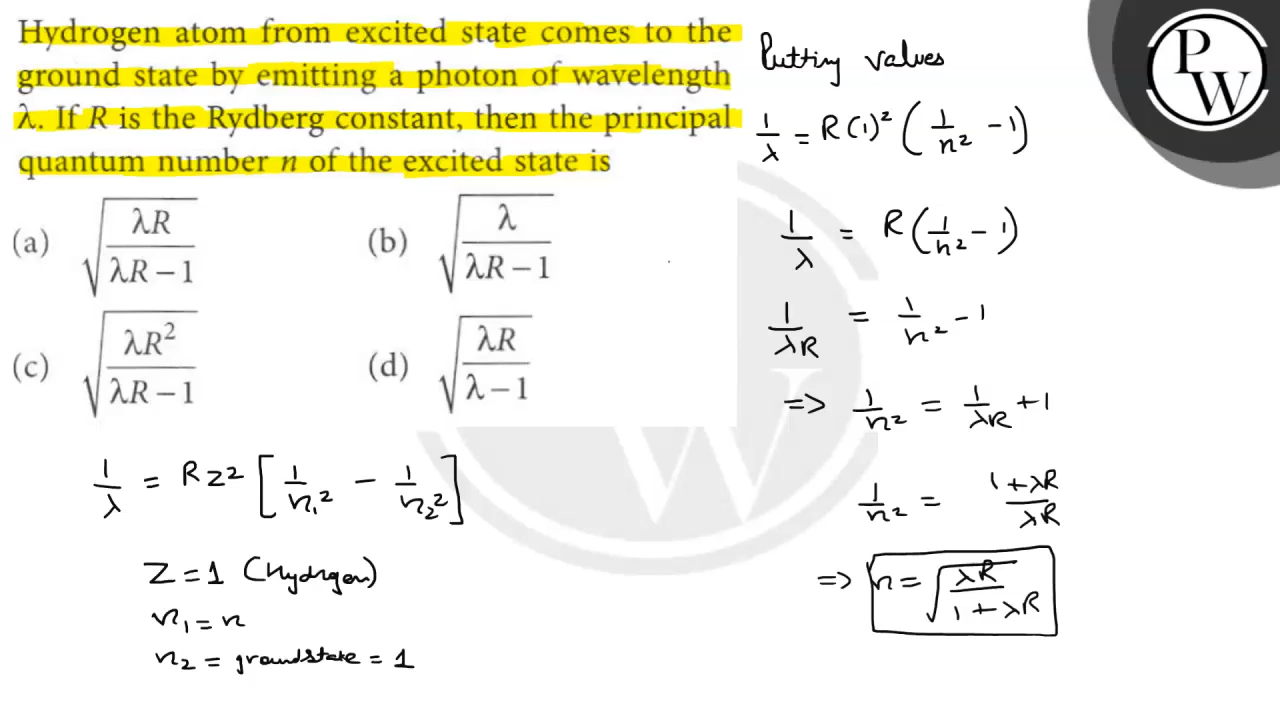 Hydrogen atom from excited state comes to the
ground state by emitting a photon of wavelength
λ. If R is the Rydberg constant, then the principal
quantum number n of the excited state is
(a) √(λR/(λR − 1))
(b) √(λ/(λR − 1))
(c) √(λR²/(λR − 1))
(d) √(λR/(λ − 1))
1/λ = RZ² [1/n₁² − 1/n₂²]
Z = 1 (Hydrogen)
n₁ = n
n₂ = groundstate = 1
Putting values
1/λ = R(1)² (1/n² − 1)
1/λ = R(1/n² − 1)
1/λR = 1/n² − 1
=> 1/n² = 1/λR + 1
1/n² = (1 + λR)/λR
=> n = √(λR/(1 + λR))
PW